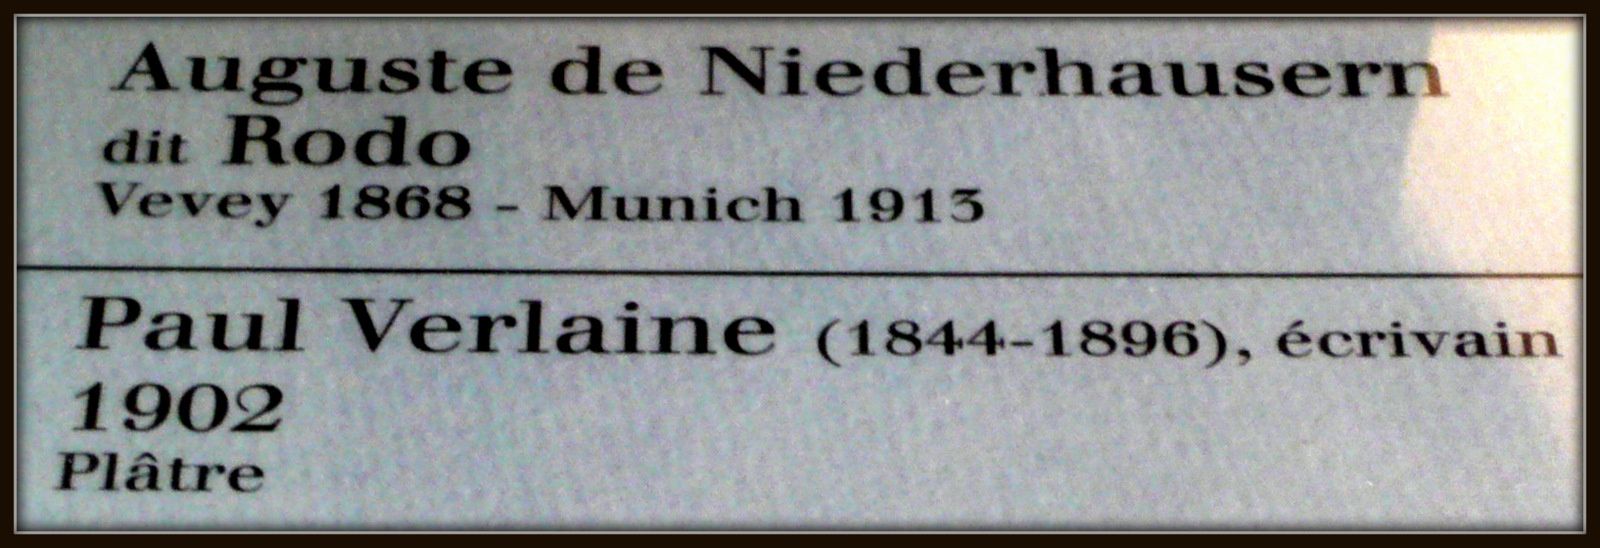 Auguste de Niederhausern
dit Rodo
Vevey 1868 - Munich 1913
Paul Verlaine (1844-1896), écrivain
1902
Plâtre